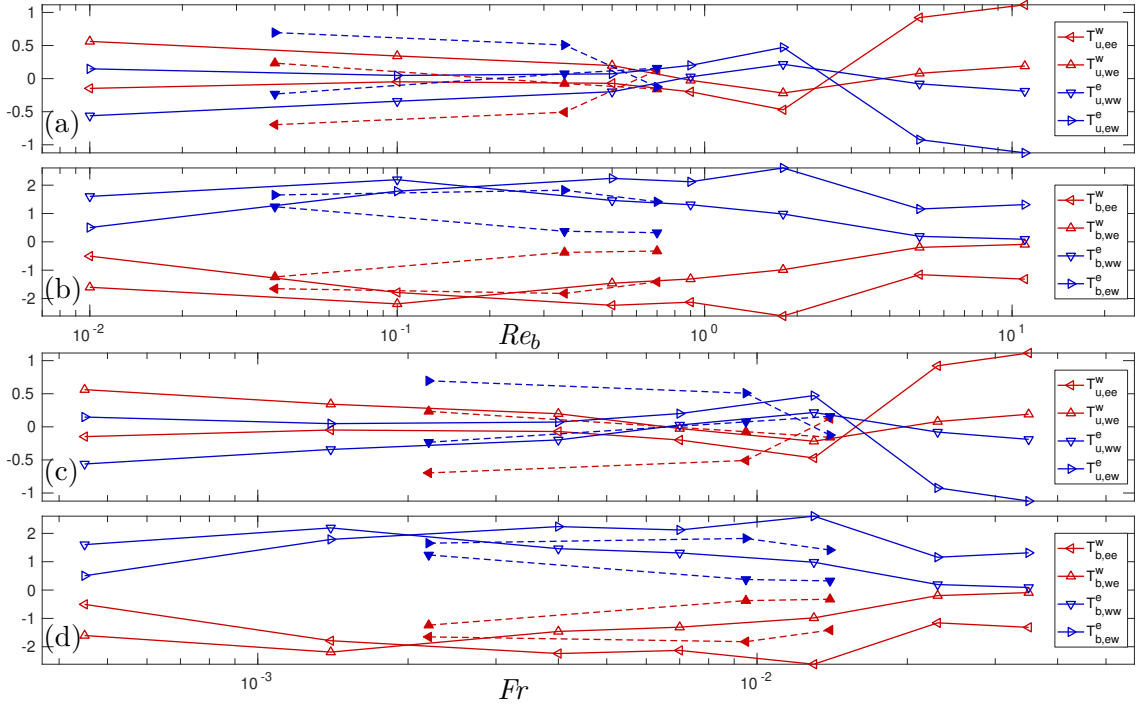 1
0.5
0
-0.5
-1
(a)
T^w_{u,ee}
T^w_{u,we}
T^e_{u,ww}
T^e_{u,ew}
2
1
0
-1
-2
(b)
T^w_{b,ee}
T^w_{b,we}
T^e_{b,ww}
T^e_{b,ew}
10^{-2} 10^{-1} 10^0 10^1
Re_b
1
0.5
0
-0.5
-1
(c)
T^w_{u,ee}
T^w_{u,we}
T^e_{u,ww}
T^e_{u,ew}
2
1
0
-1
-2
(d)
T^w_{b,ee}
T^w_{b,we}
T^e_{b,ww}
T^e_{b,ew}
10^{-3} 10^{-2}
Fr